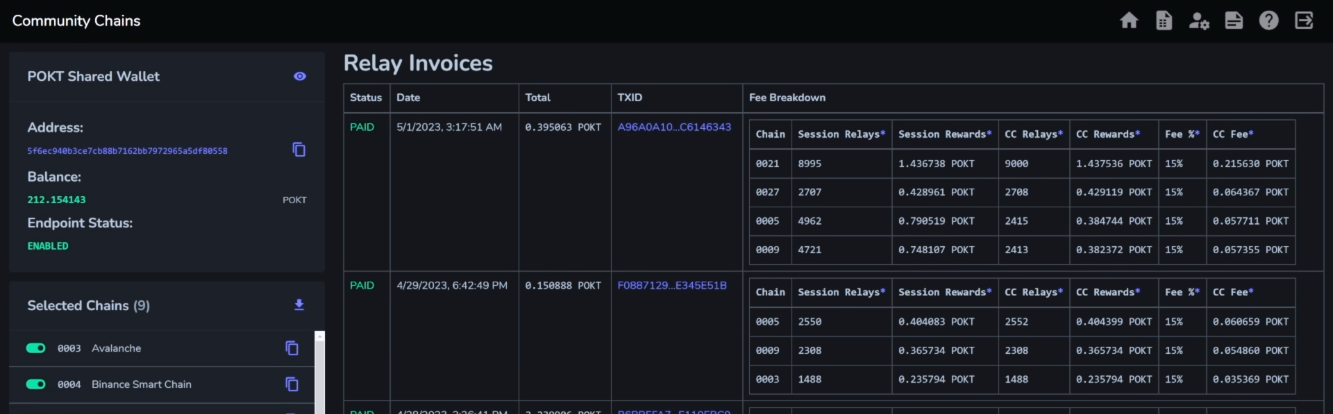 Community Chains
POKT Shared Wallet
Address:
5f6ec940b3ce7cb88b7162bb7972965a5df80558
Balance:
212.154143 POKT
Endpoint Status:
ENABLED
Selected Chains (9)
0003 Avalanche
0004 Binance Smart Chain
Relay Invoices
Status Date Total TXID Fee Breakdown
PAID 5/1/2023, 3:17:51 AM 0.395063 POKT A96A0A10...C6146343
Chain Session Relays* Session Rewards* CC Relays* CC Rewards* Fee %* CC Fee*
0021 8995 1.436738 POKT 9000 1.437536 POKT 15% 0.215630 POKT
0027 2707 0.428961 POKT 2708 0.429119 POKT 15% 0.064367 POKT
0005 4962 0.790519 POKT 2415 0.384744 POKT 15% 0.057711 POKT
0009 4721 0.748107 POKT 2413 0.382372 POKT 15% 0.057355 POKT
PAID 4/29/2023, 6:42:49 PM 0.150888 POKT F0887129...E345E51B
Chain Session Relays* Session Rewards* CC Relays* CC Rewards* Fee %* CC Fee*
0005 2550 0.404083 POKT 2552 0.404399 POKT 15% 0.060659 POKT
0009 2308 0.365734 POKT 2308 0.365734 POKT 15% 0.054860 POKT
0003 1488 0.235794 POKT 1488 0.235794 POKT 15% 0.035369 POKT
PAID